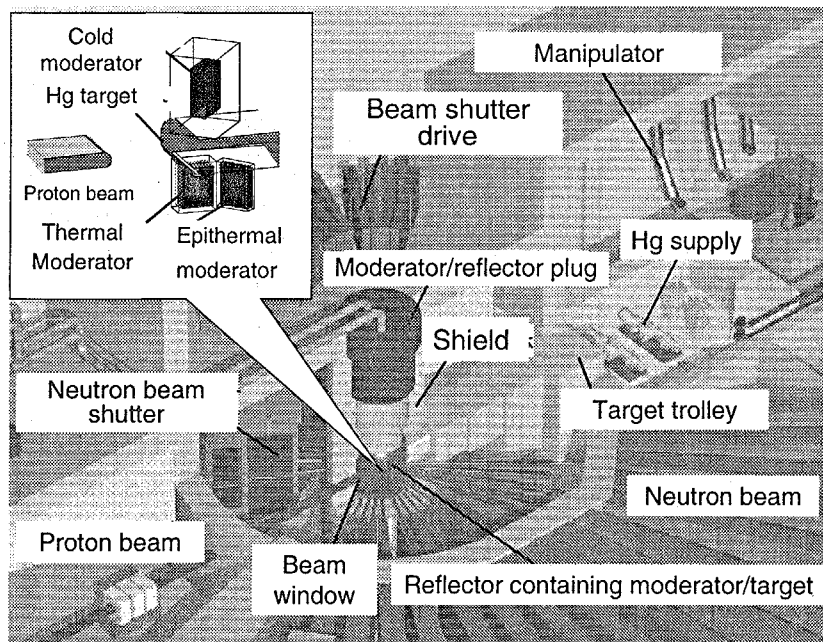 Cold
moderator
Hg target
Proton beam
Thermal
Moderator
Epithermal
moderator
Beam shutter
drive
Manipulator
Hg supply
Moderator/reflector plug
Shield
Neutron beam
shutter
Target trolley
Neutron beam
Proton beam
Beam
window
Reflector containing moderator/target